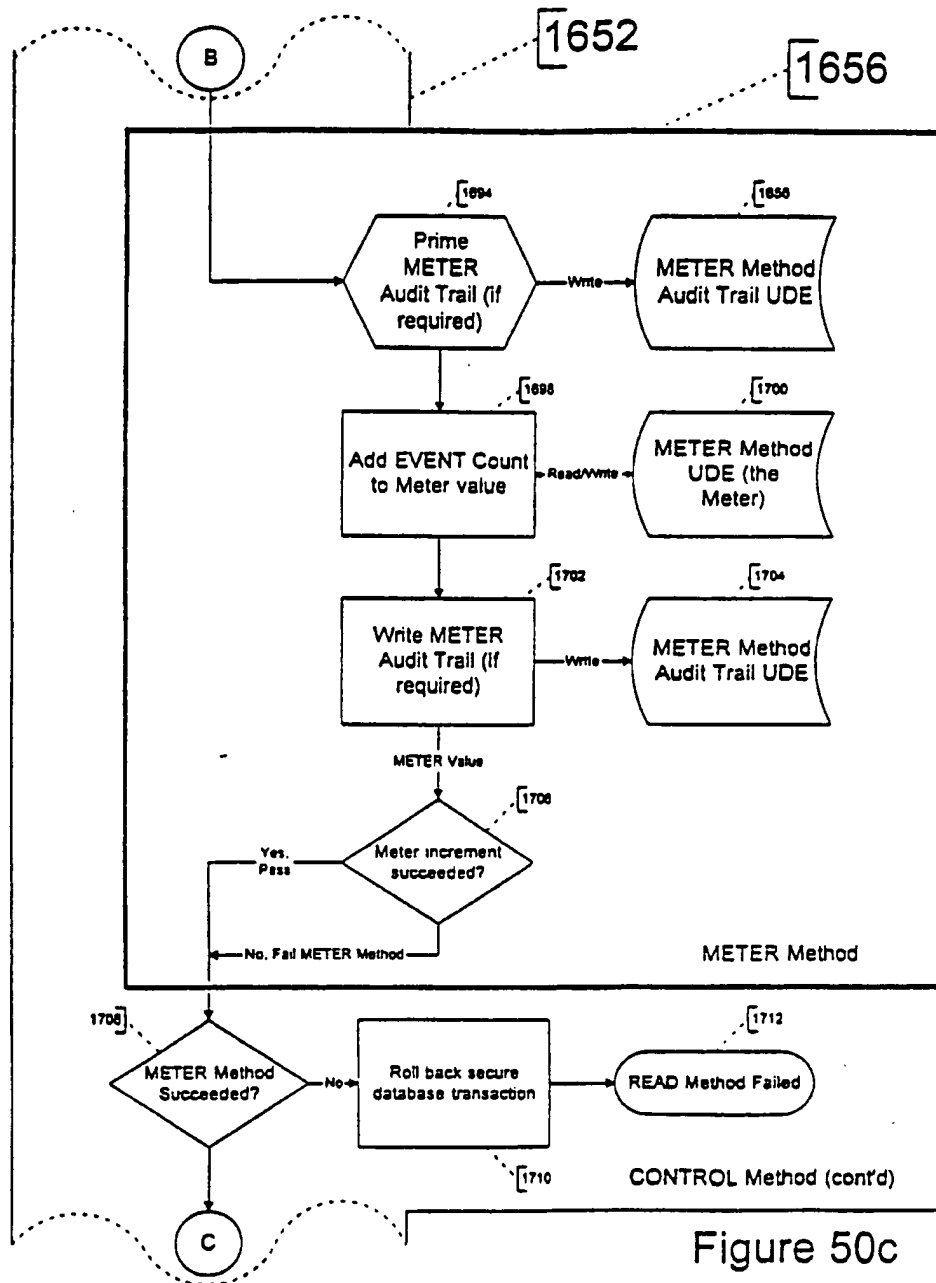 B
1652
1656
1694
Prime
METER
Audit Trail (if
required)
Write
1656
METER Method
Audit Trail UDE
1698
Add EVENT Count
to Meter value
Read/Write
1700
METER Method
UDE (the
Meter)
1702
Write METER
Audit Trail (if
required)
Write
1704
METER Method
Audit Trail UDE
METER Value
1706
Meter increment
succeeded?
Yes,
Pass
No, Fail METER Method
METER Method
1708
METER Method
Succeeded?
No
Roll back secure
database transaction
1710
1712
READ Method Failed
CONTROL Method (cont'd)
C
Figure 50c